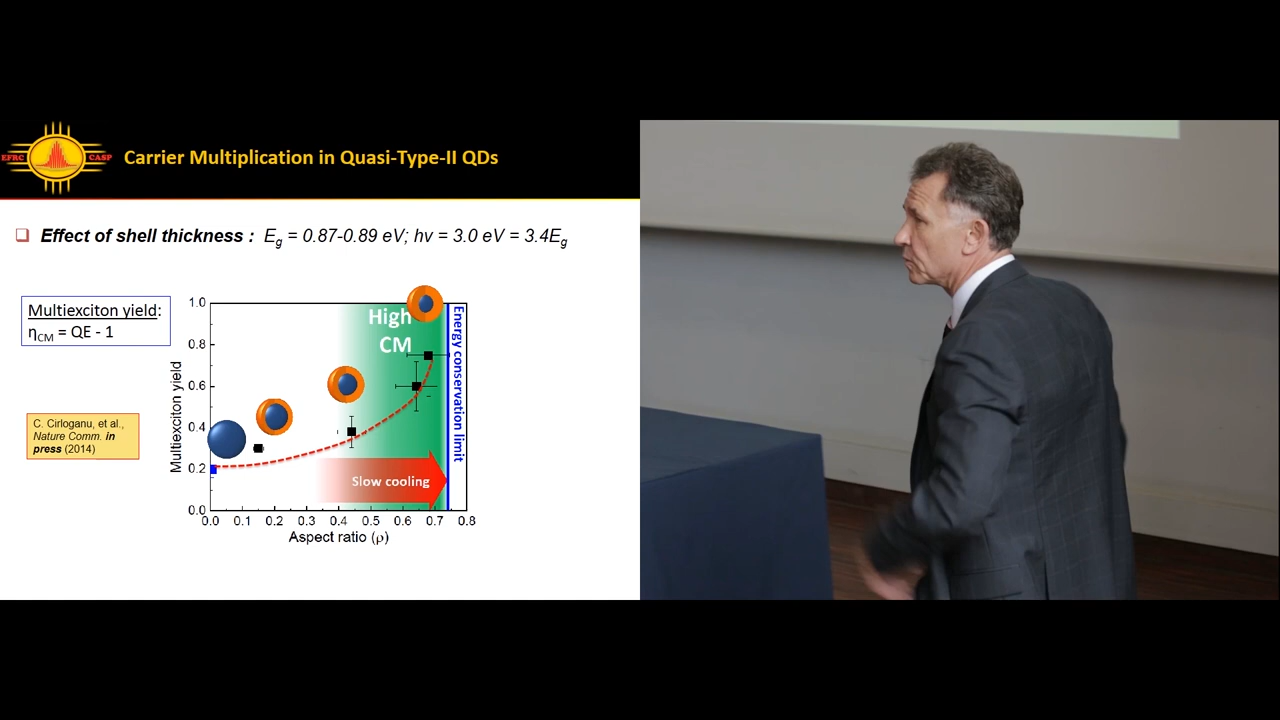 EFRC CASP
Carrier Multiplication in Quasi-Type-II QDs
❑ Effect of shell thickness : Eg = 0.87-0.89 eV; hν = 3.0 eV = 3.4Eg
Multiexciton yield:
ηCM = QE - 1
C. Cirloganu, et al.,
Nature Comm. in
press (2014)
Multiexciton yield
1.0
0.8
0.6
0.4
0.2
0.0
High
CM
Slow cooling
Energy conservation limit
0.0 0.1 0.2 0.3 0.4 0.5 0.6 0.7 0.8
Aspect ratio (ρ)